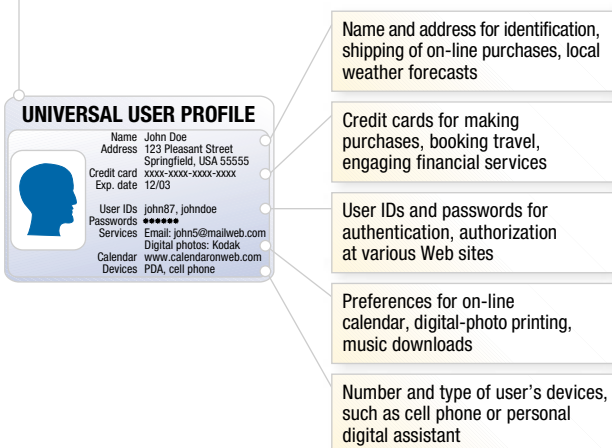 UNIVERSAL USER PROFILE
Name John Doe
Address 123 Pleasant Street
Springfield, USA 55555
Credit card xxxx-xxxx-xxxx-xxxx
Exp. date 12/03
User IDs john87, johndoe
Passwords ******
Services Email: john5@mailweb.com
Digital photos: Kodak
Calendar www.calendaronweb.com
Devices PDA, cell phone
Name and address for identification,
shipping of on-line purchases, local
weather forecasts
Credit cards for making
purchases, booking travel,
engaging financial services
User IDs and passwords for
authentication, authorization
at various Web sites
Preferences for on-line
calendar, digital-photo printing,
music downloads
Number and type of user’s devices,
such as cell phone or personal
digital assistant